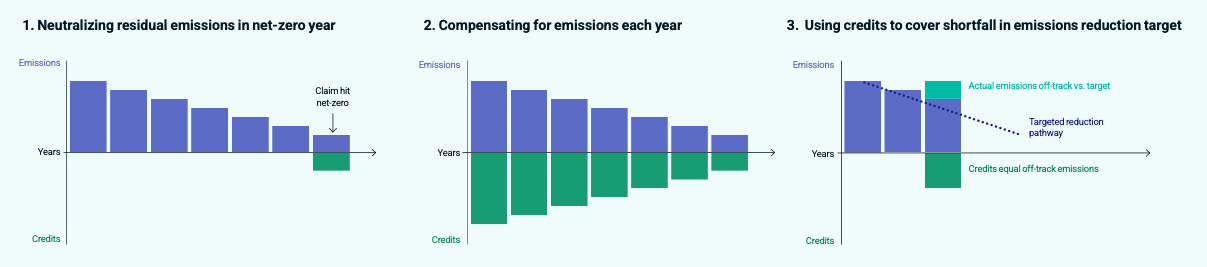 1. Neutralizing residual emissions in net-zero year
Emissions
Claim hit
net-zero
Years
Credits
2. Compensating for emissions each year
Emissions
Years
Credits
3. Using credits to cover shortfall in emissions reduction target
Emissions
Actual emissions off-track vs. target
Targeted reduction
pathway
Years
Credits equal off-track emissions
Credits